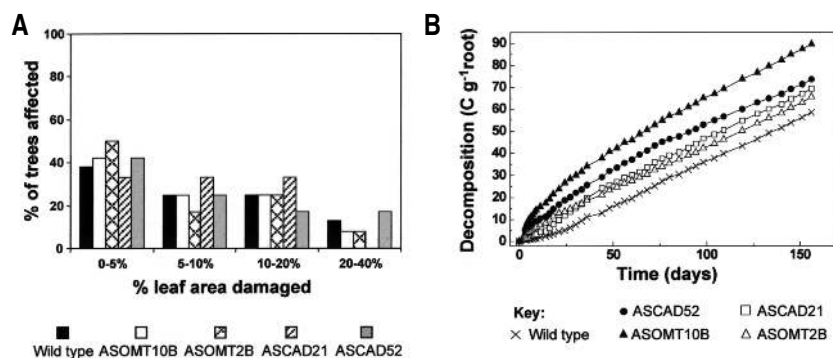 A
% of trees affected
100
80
60
40
20
0
0-5%
5-10%
10-20%
20-40%
% leaf area damaged
Wild type
ASOMT10B
ASOMT2B
ASCAD21
ASCAD52
B
Decomposition (C g⁻¹root)
90
80
70
60
50
40
30
20
10
0
0
50
100
150
Time (days)
Key:
ASCAD52
ASCAD21
Wild type
ASOMT10B
ASOMT2B